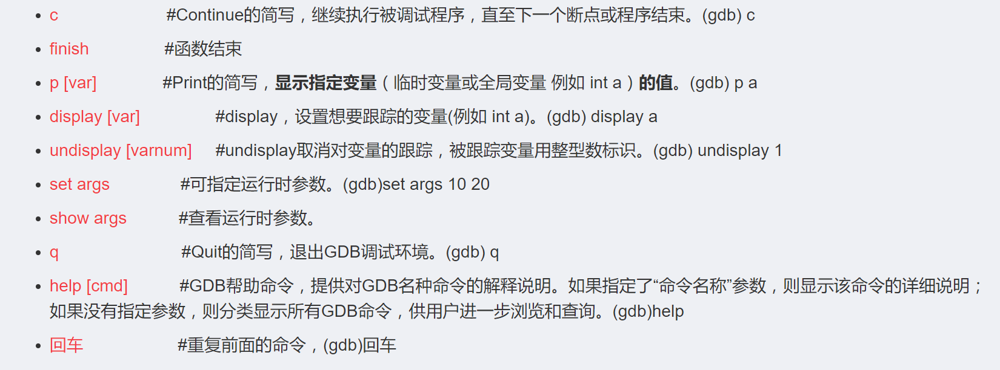 c #Continue的简写，继续执行被调试程序，直至下一个断点或程序结束。(gdb) c
finish #函数结束
p [var] #Print的简写，显示指定变量（临时变量或全局变量 例如 int a）的值。(gdb) p a
display [var] #display，设置想要跟踪的变量(例如 int a)。(gdb) display a
undisplay [varnum] #undisplay取消对变量的跟踪，被跟踪变量用整型数标识。(gdb) undisplay 1
set args #可指定运行时参数。(gdb)set args 10 20
show args #查看运行时参数。
q #Quit的简写，退出GDB调试环境。(gdb) q
help [cmd] #GDB帮助命令，提供对GDB名种命令的解释说明。如果指定了“命令名称”参数，则显示该命令的详细说明；
如果没有指定参数，则分类显示所有GDB命令，供用户进一步浏览和查询。(gdb)help
回车 #重复前面的命令，(gdb)回车